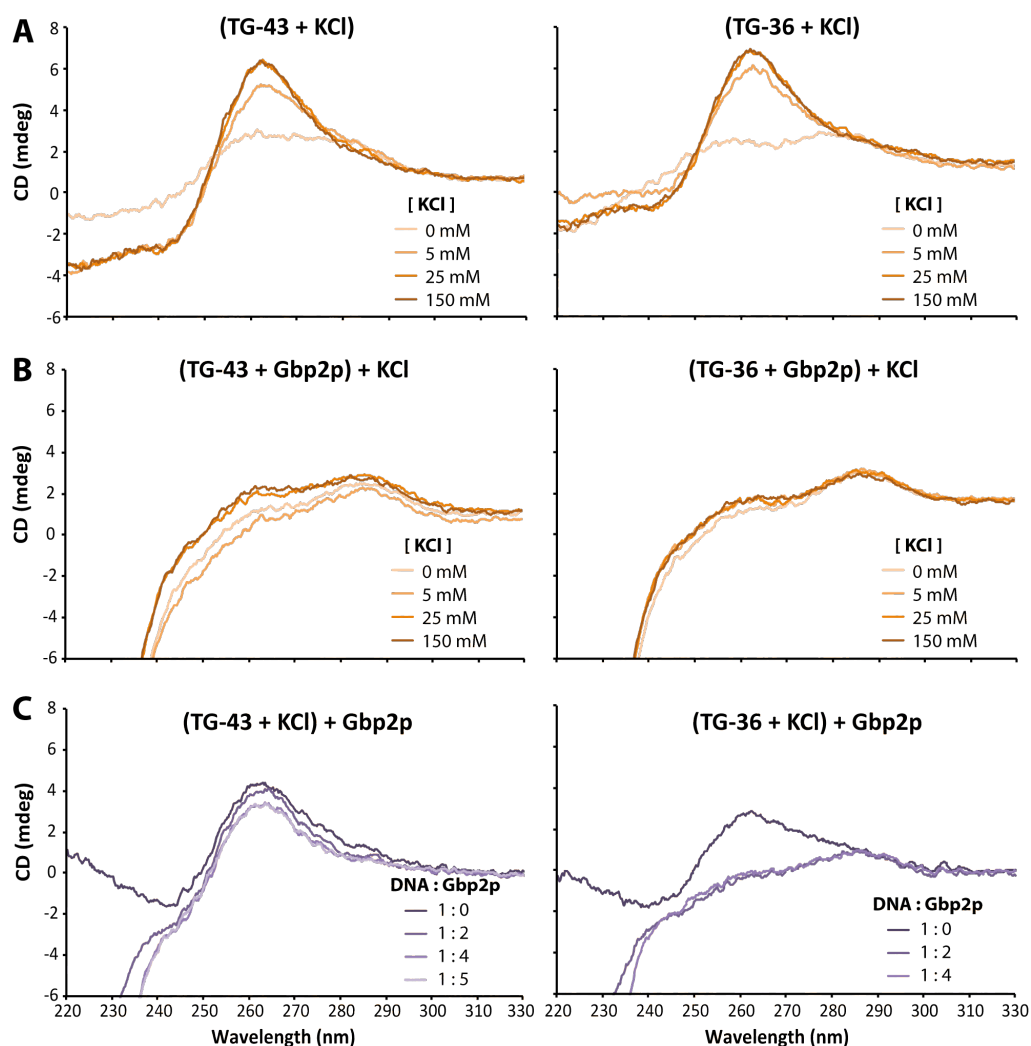 A
(TG-43 + KCl)
(TG-36 + KCl)
CD (mdeg)
8
6
4
2
0
-2
-4
-6
[ KCl ]
0 mM
5 mM
25 mM
150 mM
[ KCl ]
0 mM
5 mM
25 mM
150 mM
B
(TG-43 + Gbp2p) + KCl
(TG-36 + Gbp2p) + KCl
CD (mdeg)
8
6
4
2
0
-2
-4
-6
[ KCl ]
0 mM
5 mM
25 mM
150 mM
[ KCl ]
0 mM
5 mM
25 mM
150 mM
C
(TG-43 + KCl) + Gbp2p
(TG-36 + KCl) + Gbp2p
CD (mdeg)
8
6
4
2
0
-2
-4
-6
DNA : Gbp2p
1 : 0
1 : 2
1 : 4
1 : 5
DNA : Gbp2p
1 : 0
1 : 2
1 : 4
220 230 240 250 260 270 280 290 300 310 320 330
220 230 240 250 260 270 280 290 300 310 320 330
Wavelength (nm)
Wavelength (nm)